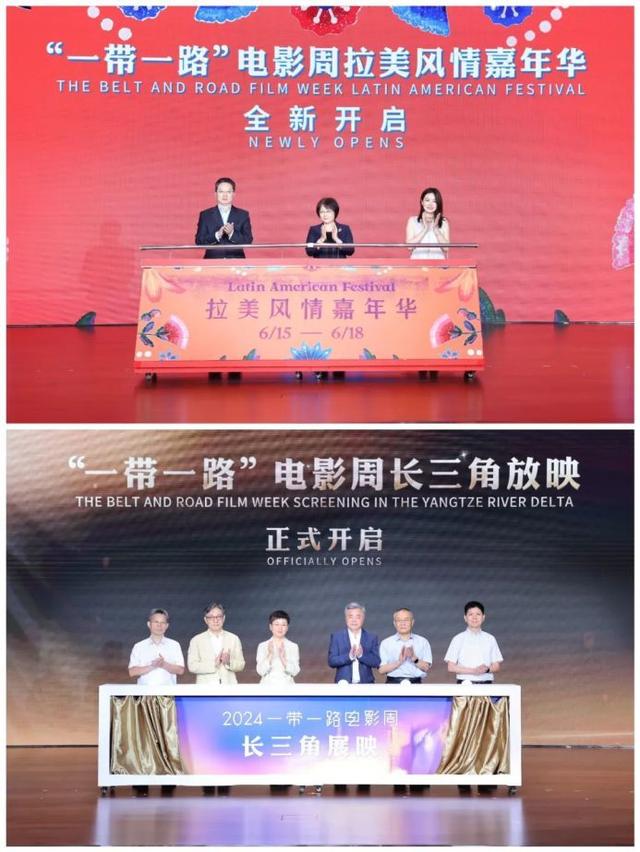 “一带一路”电影周拉美风情嘉年华
THE BELT AND ROAD FILM WEEK LATIN AMERICAN FESTIVAL
全新开启
NEWLY OPENS
Latin American Festival
拉美风情嘉年华
6/15 — 6/18
“一带一路”电影周长三角放映
THE BELT AND ROAD FILM WEEK SCREENING IN THE YANGTZE RIVER DELTA
正式开启
OFFICIALLY OPENS
2024一带一路电影周
长三角展映